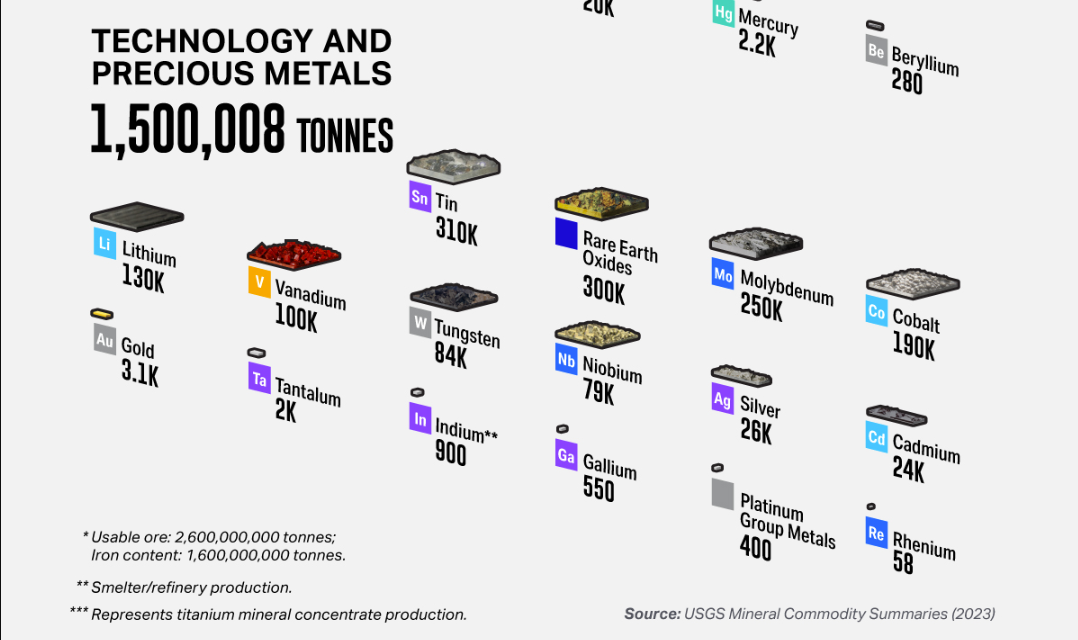 20K
Hg Mercury
2.2K
Be Beryllium
280
TECHNOLOGY AND
PRECIOUS METALS
1,500,008 TONNES
Sn Tin
310K
Rare Earth
Oxides
300K
Li Lithium
130K
V Vanadium
100K
Mo Molybdenum
250K
Co Cobalt
190K
W Tungsten
84K
Nb Niobium
79K
Au Gold
3.1K
Ta Tantalum
2K
Ag Silver
26K
Cd Cadmium
24K
In Indium**
900
Ga Gallium
550
Platinum
Group Metals
400
Re Rhenium
58
* Usable ore: 2,600,000,000 tonnes;
Iron content: 1,600,000,000 tonnes.
** Smelter/refinery production.
*** Represents titanium mineral concentrate production.
Source: USGS Mineral Commodity Summaries (2023)